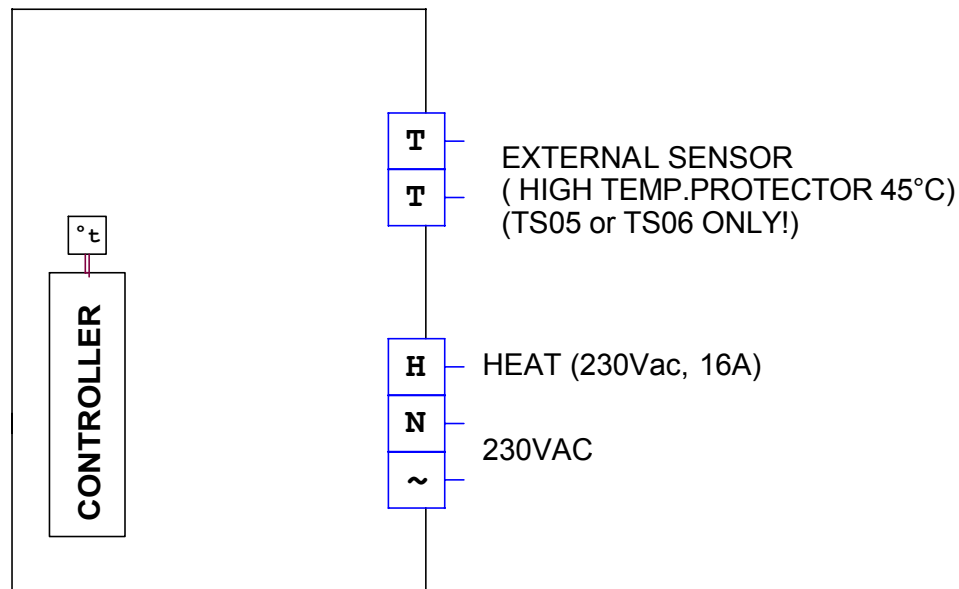 T
T
EXTERNAL SENSOR
( HIGH TEMP.PROTECTOR 45°C)
(TS05 or TS06 ONLY!)
°t
CONTROLLER
H
HEAT (230Vac, 16A)
N
230VAC
~